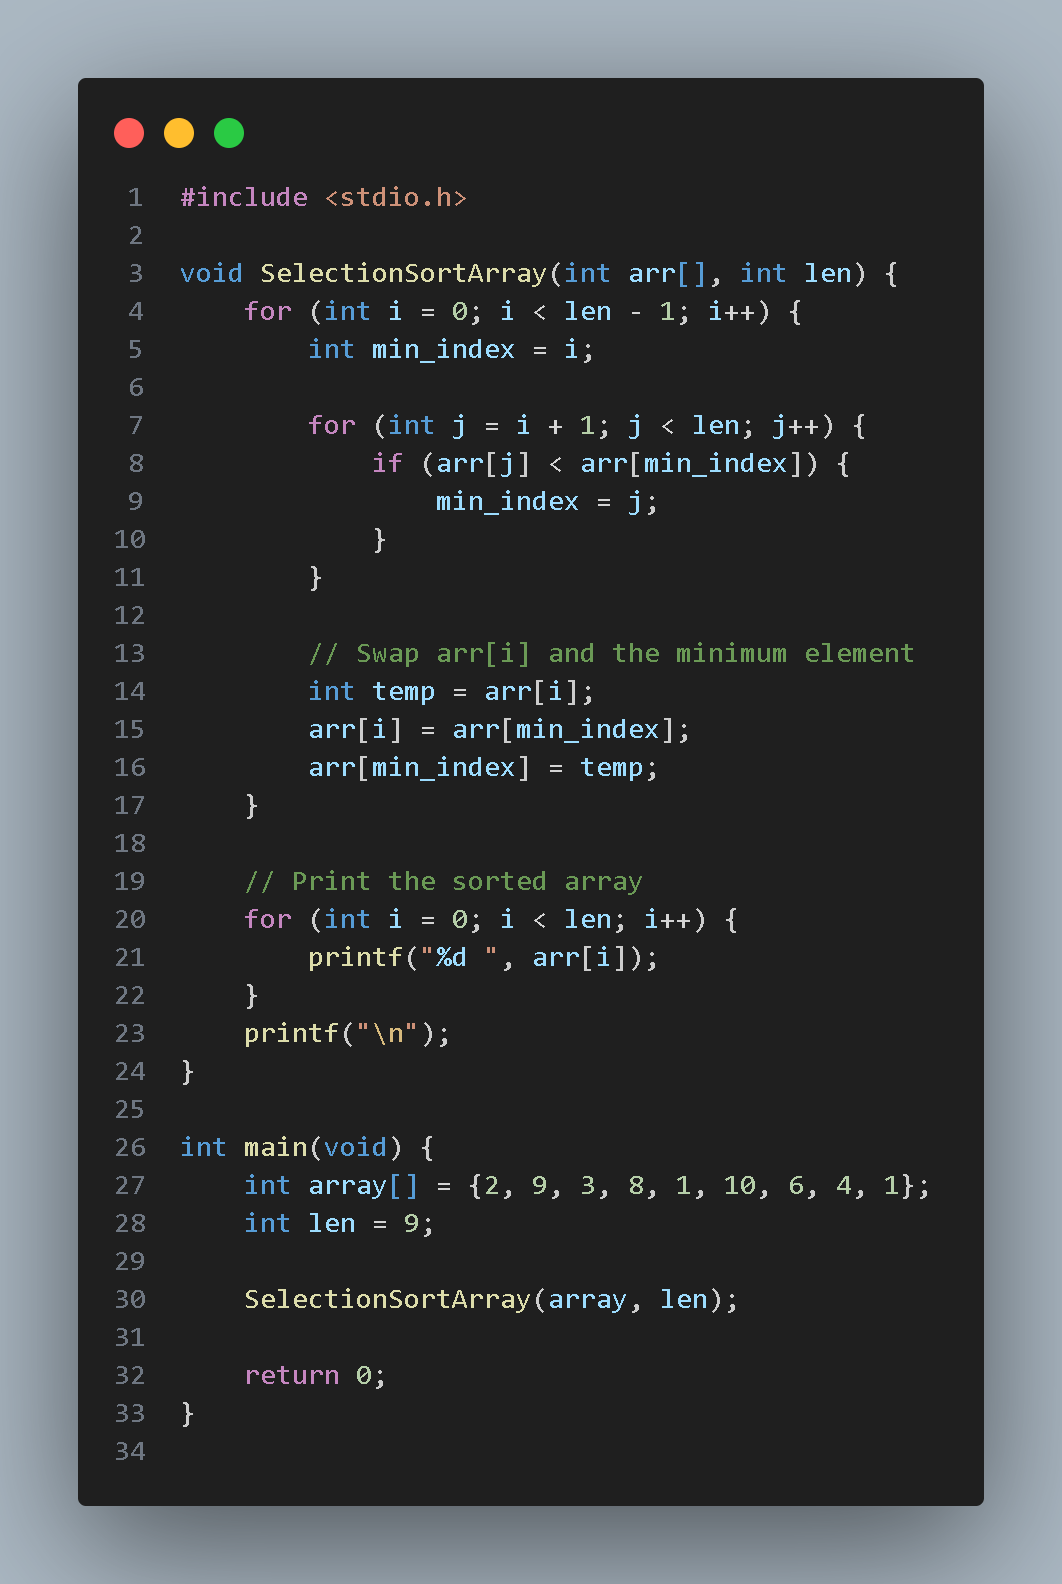 1 #include <stdio.h>
2
3 void SelectionSortArray(int arr[], int len) {
4     for (int i = 0; i < len - 1; i++) {
5         int min_index = i;
6
7         for (int j = i + 1; j < len; j++) {
8             if (arr[j] < arr[min_index]) {
9                 min_index = j;
10             }
11         }
12
13         // Swap arr[i] and the minimum element
14         int temp = arr[i];
15         arr[i] = arr[min_index];
16         arr[min_index] = temp;
17     }
18
19     // Print the sorted array
20     for (int i = 0; i < len; i++) {
21         printf("%d ", arr[i]);
22     }
23     printf("\n");
24 }
25
26 int main(void) {
27     int array[] = {2, 9, 3, 8, 1, 10, 6, 4, 1};
28     int len = 9;
29
30     SelectionSortArray(array, len);
31
32     return 0;
33 }
34